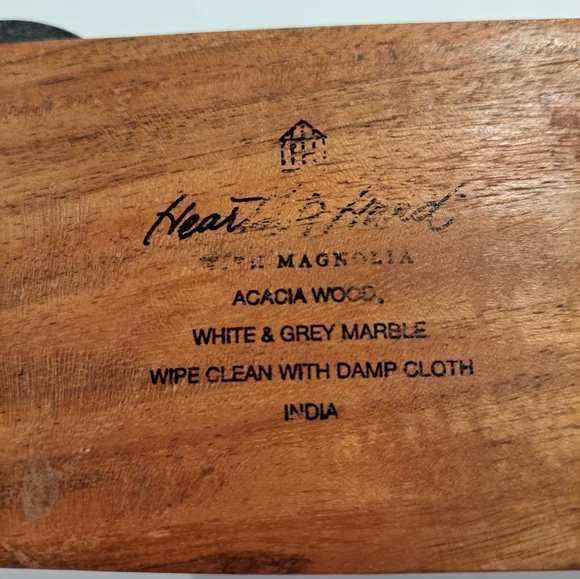 Hearth & Hand
WITH MAGNOLIA
ACACIA WOOD,
WHITE & GREY MARBLE
WIPE CLEAN WITH DAMP CLOTH
INDIA